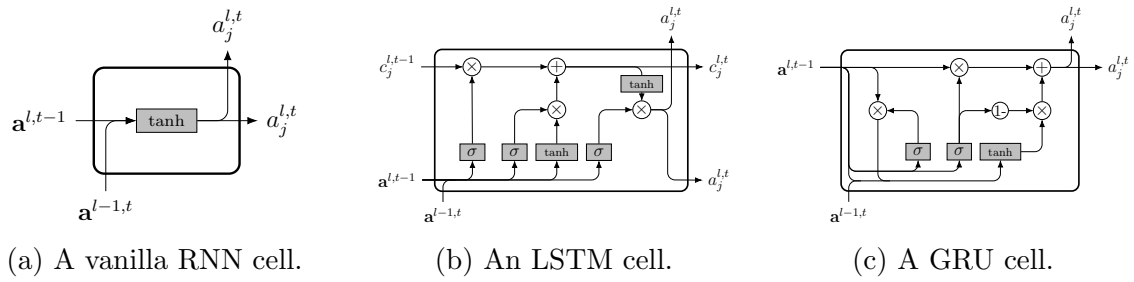 a_j^{l,t}
a^{l,t−1}
tanh
a_j^{l,t}
a^{l−1,t}
(a) A vanilla RNN cell.
a_j^{l,t}
c_j^{l,t−1} × + c_j^{l,t}
tanh
× ×
σ σ tanh σ
a^{l,t−1} a_j^{l,t}
a^{l−1,t}
(b) An LSTM cell.
a_j^{l,t}
a^{l,t−1} × + a_j^{l,t}
× 1- ×
σ σ tanh
a^{l−1,t}
(c) A GRU cell.